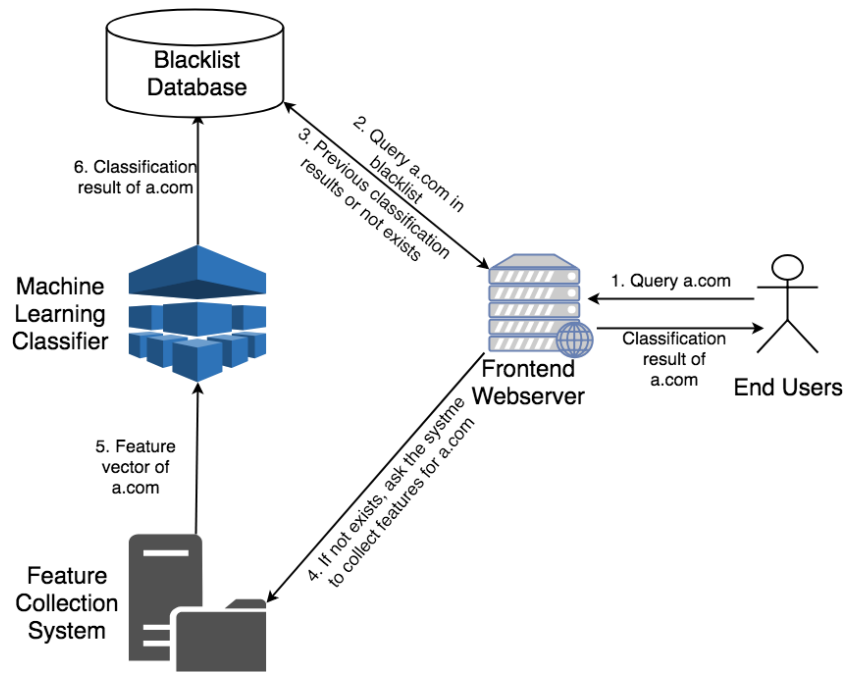 Blacklist
Database
2. Query a.com in
blacklist
3. Previous classification
results or not exists
6. Classification
result of a.com
Machine
Learning
Classifier
1. Query a.com
Classification
result of
a.com
End Users
Frontend
Webserver
4. If not exists, ask the systme
to collect features for a.com
5. Feature
vector of
a.com
Feature
Collection
System